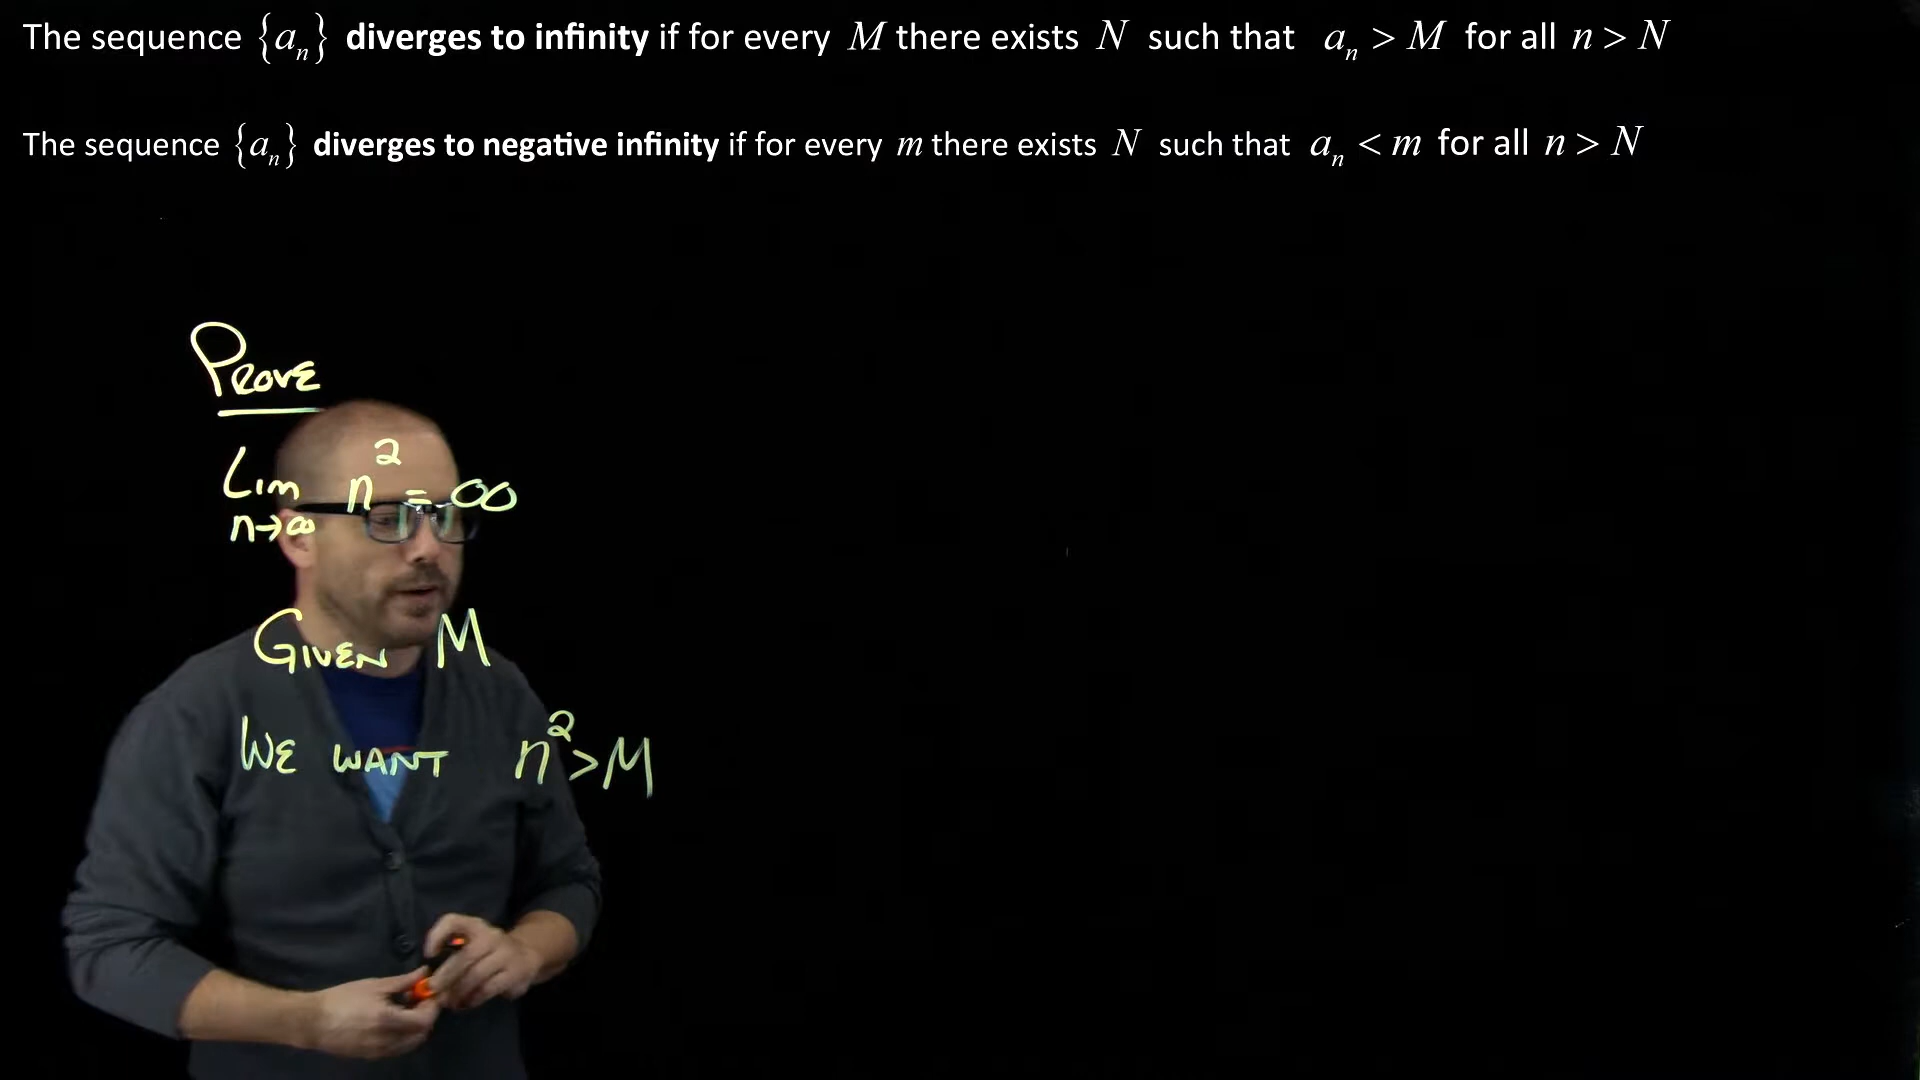 The sequence {aₙ} diverges to infinity if for every M there exists N such that aₙ > M for all n > N
The sequence {aₙ} diverges to negative infinity if for every m there exists N such that aₙ < m for all n > N
PROVE
LIM n² = ∞
n→∞
GIVEN M
WE WANT n² > M